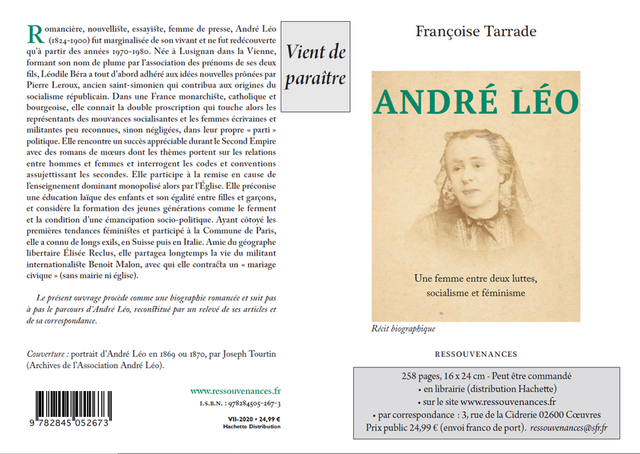 Romancière, nouvelliste, essayiste, femme de presse, André Léo
(1824-1900) fut marginalisée de son vivant et ne fut redécouverte
qu'à partir des années 1970-1980. Née à Lusignan dans la Vienne,
formant son nom de plume par l'association des prénoms de ses deux
fils, Léodile Béra a tout d'abord adhéré aux idées nouvelles prônées par
Pierre Leroux, ancien saint-simonien qui contribua aux origines du
socialisme républicain. Dans une France monarchiste, catholique et
bourgeoise, elle connaît la double proscription qui touche alors les
représentants des mouvances socialisantes et les femmes écrivaines et
militantes peu reconnues, sinon négligées, dans leur propre « parti »
politique. Elle rencontre un succès appréciable durant le Second Empire
avec des romans de mœurs dont les thèmes portent sur les relations
entre hommes et femmes et interrogent les codes et conventions
assujettissant les secondes. Elle participe à la remise en cause de
l'enseignement dominant monopolisé alors par l'Église. Elle préconise
une éducation laïque des enfants et son égalité entre filles et garçons,
et considère la formation des jeunes générations comme le ferment
et la condition d'une émancipation socio-politique. Ayant côtoyé les
premières tendances féministes et participé à la Commune de Paris,
elle a connu de longs exils, en Suisse puis en Italie. Amie du géographe
libertaire Élisée Reclus, elle partagea longtemps la vie du militant
internationaliste Benoit Malon, avec qui elle contracta un « mariage
civique » (sans mairie ni église).
Le présent ouvrage procède comme une biographie romancée et suit pas
à pas le parcours d'André Léo, reconstitué par un relevé de ses articles et
de sa correspondance.
Couverture : portrait d'André Léo en 1869 ou 1870, par Joseph Tourtin
(Archives de l'Association André Léo).
9 782845 052673
www.ressouvenances.fr
I.S.B.N. : 978284505-267-3
VII-2020 • 24,99 €
Hachette Distribution
Vient de
paraître
Françoise Tarrade
ANDRÉ LÉO
Une femme entre deux luttes,
socialisme et féminisme
Récit biographique
RESSOUVENANCES
258 pages, 16 x 24 cm - Peut être commandé
• en librairie (distribution Hachette)
• sur le site www.ressouvenances.fr
• par correspondance : 3, rue de la Cidrerie 02600 Cœuvres
Prix public 24,99 € (envoi franco de port). ressouvenances@sfr.fr